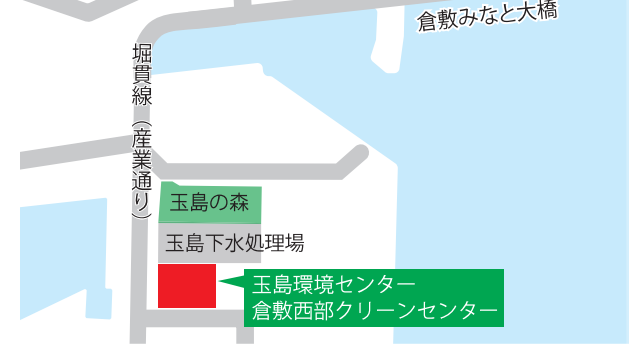 倉敷みなと大橋
堀貫線（産業通り）
玉島の森
玉島下水処理場
玉島環境センター
倉敷西部クリーンセンター